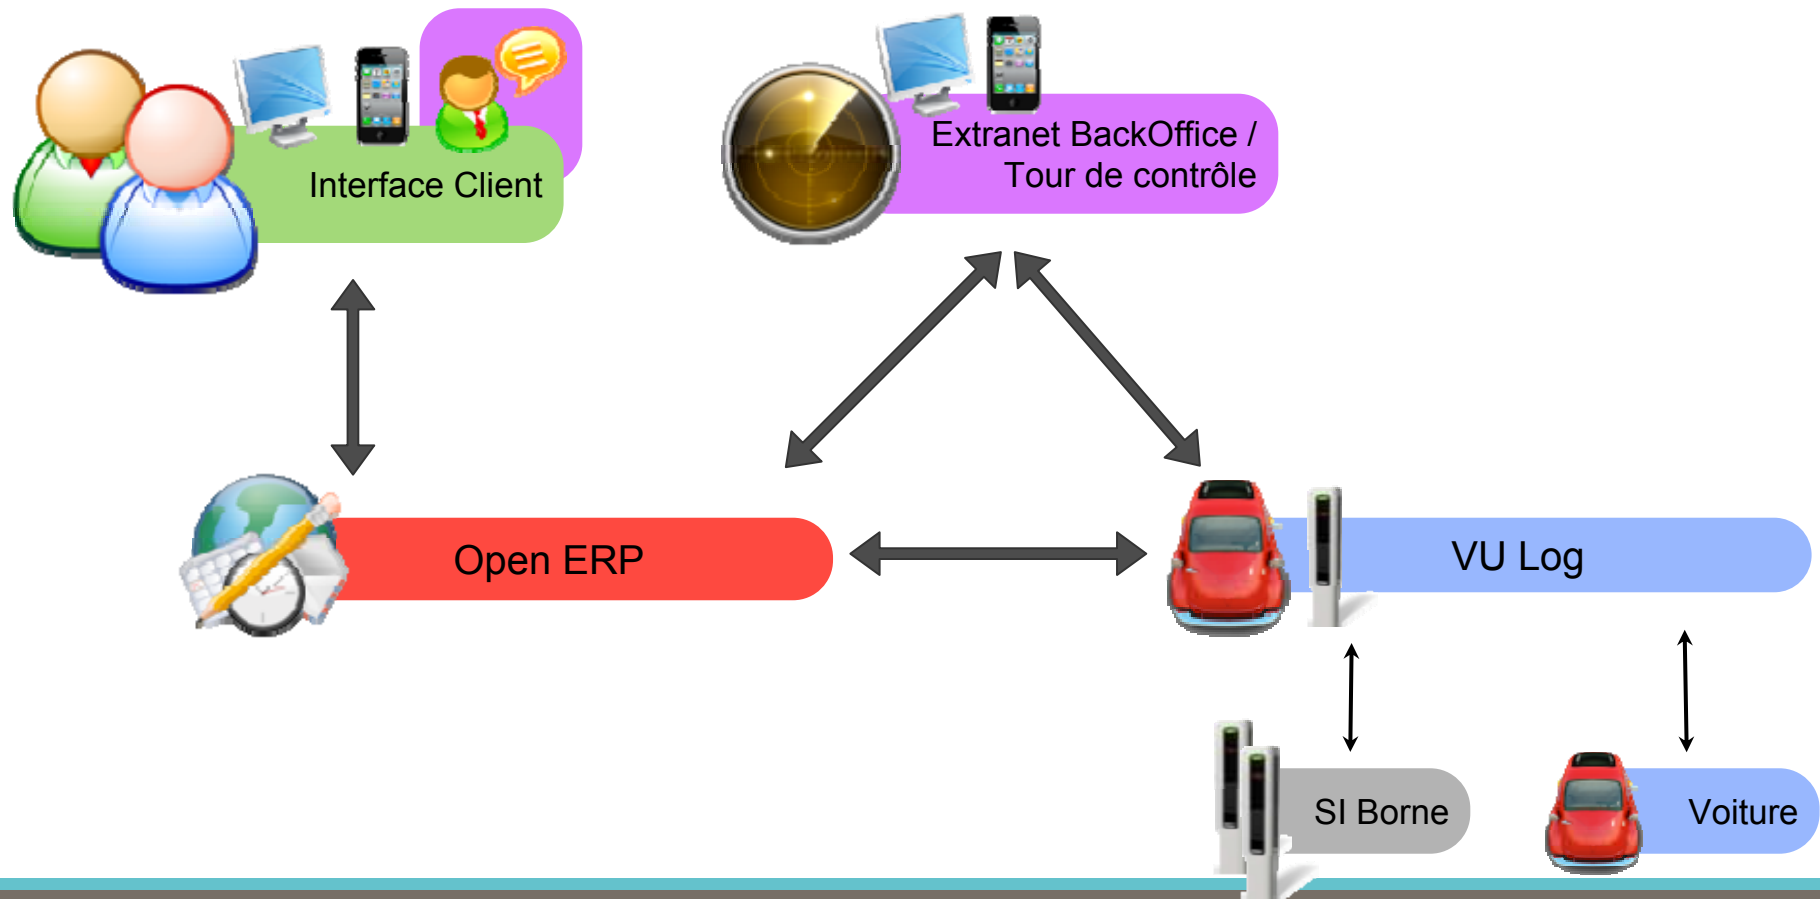 Interface Client
Extranet BackOffice /
Tour de contrôle
Open ERP
VU Log
SI Borne
Voiture